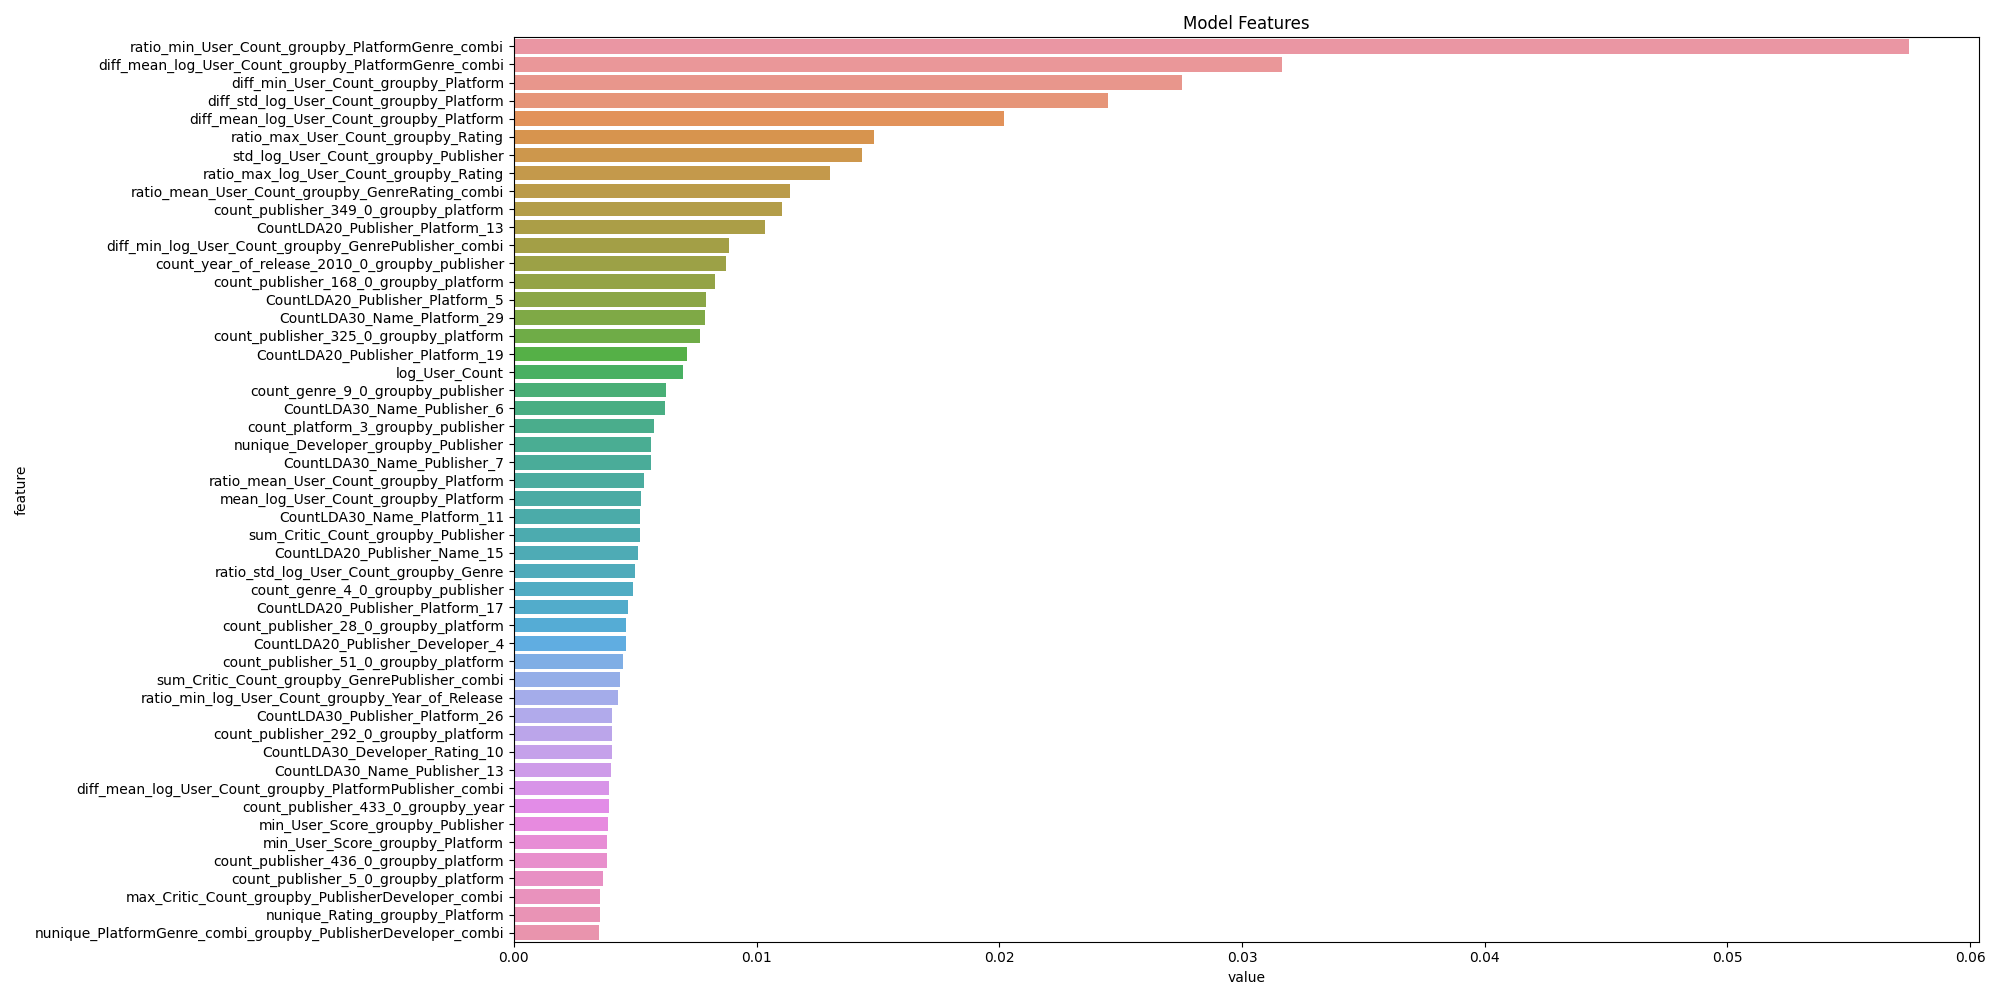 Model Features
ratio_min_User_Count_groupby_PlatformGenre_combi
diff_mean_log_User_Count_groupby_PlatformGenre_combi
diff_min_User_Count_groupby_Platform
diff_std_log_User_Count_groupby_Platform
diff_mean_log_User_Count_groupby_Platform
ratio_max_User_Count_groupby_Rating
std_log_User_Count_groupby_Publisher
ratio_max_log_User_Count_groupby_Rating
ratio_mean_User_Count_groupby_GenreRating_combi
count_publisher_349_0_groupby_platform
CountLDA20_Publisher_Platform_13
diff_min_log_User_Count_groupby_GenrePublisher_combi
count_year_of_release_2010_0_groupby_publisher
count_publisher_168_0_groupby_platform
CountLDA20_Publisher_Platform_5
CountLDA30_Name_Platform_29
count_publisher_325_0_groupby_platform
CountLDA20_Publisher_Platform_19
log_User_Count
count_genre_9_0_groupby_publisher
CountLDA30_Name_Publisher_6
count_platform_3_groupby_publisher
nunique_Developer_groupby_Publisher
CountLDA30_Name_Publisher_7
ratio_mean_User_Count_groupby_Platform
mean_log_User_Count_groupby_Platform
CountLDA30_Name_Platform_11
sum_Critic_Count_groupby_Publisher
CountLDA20_Publisher_Name_15
ratio_std_log_User_Count_groupby_Genre
count_genre_4_0_groupby_publisher
CountLDA20_Publisher_Platform_17
count_publisher_28_0_groupby_platform
CountLDA20_Publisher_Developer_4
count_publisher_51_0_groupby_platform
sum_Critic_Count_groupby_GenrePublisher_combi
ratio_min_log_User_Count_groupby_Year_of_Release
CountLDA30_Publisher_Platform_26
count_publisher_292_0_groupby_platform
CountLDA30_Developer_Rating_10
CountLDA30_Name_Publisher_13
diff_mean_log_User_Count_groupby_PlatformPublisher_combi
count_publisher_433_0_groupby_year
min_User_Score_groupby_Publisher
min_User_Score_groupby_Platform
count_publisher_436_0_groupby_platform
count_publisher_5_0_groupby_platform
max_Critic_Count_groupby_PublisherDeveloper_combi
nunique_Rating_groupby_Platform
nunique_PlatformGenre_combi_groupby_PublisherDeveloper_combi
feature
0.00 0.01 0.02 0.03 0.04 0.05 0.06
value